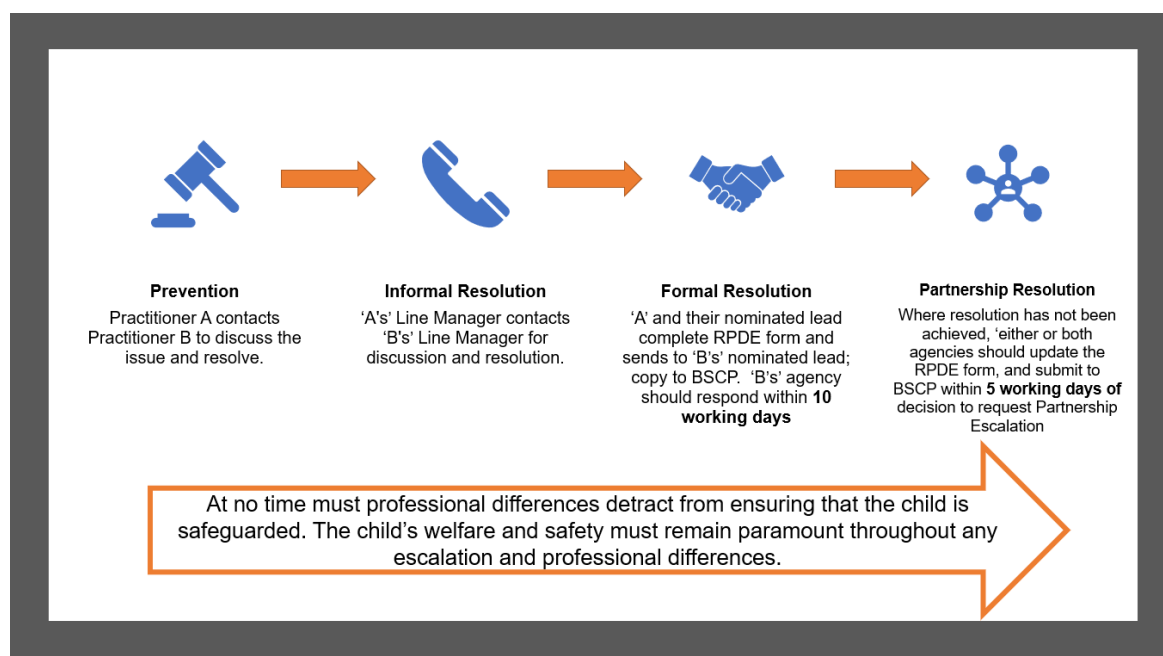 Prevention
Practitioner A contacts
Practitioner B to discuss the
issue and resolve.
Informal Resolution
‘A's’ Line Manager contacts
‘B's’ Line Manager for
discussion and resolution.
Formal Resolution
‘A’ and their nominated lead
complete RPDE form and
sends to ‘B’s’ nominated lead;
copy to BSCP.  ‘B’s’ agency
should respond within 10
working days
Partnership Resolution
Where resolution has not been
achieved, ‘either or both
agencies should update the
RPDE form, and submit to
BSCP within 5 working days of
decision to request Partnership
Escalation
At no time must professional differences detract from ensuring that the child is
safeguarded. The child’s welfare and safety must remain paramount throughout any
escalation and professional differences.